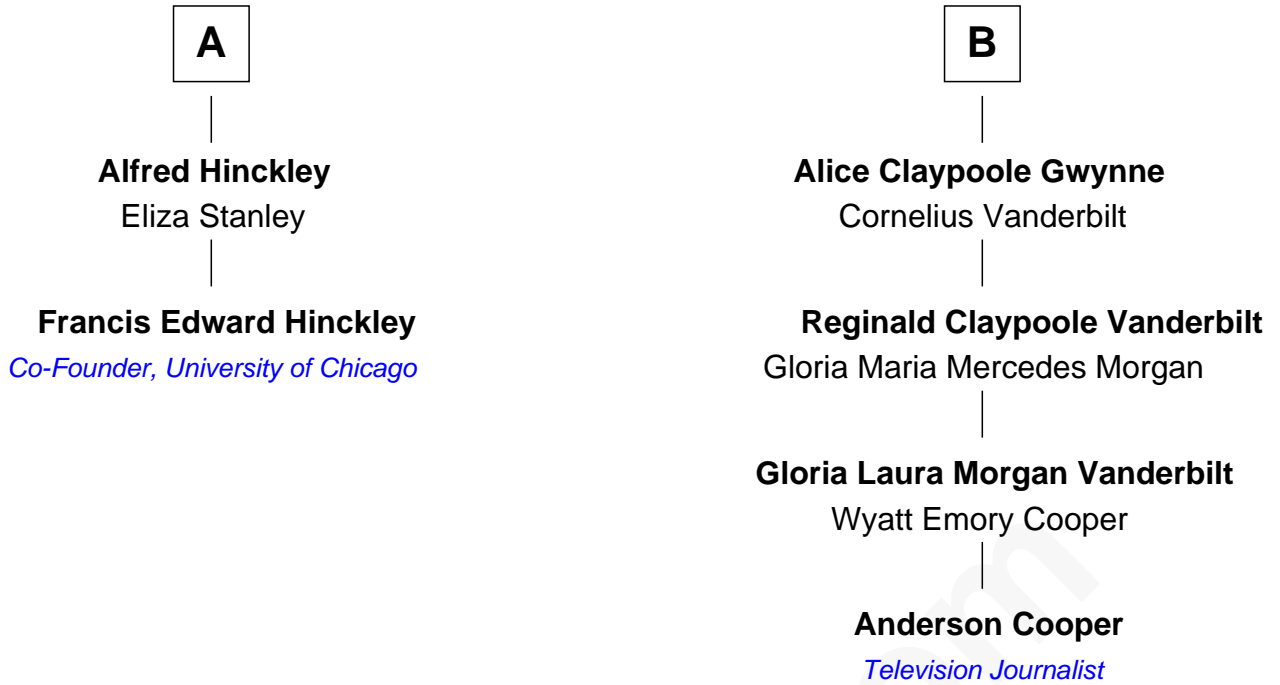 A
Alfred Hinckley
Eliza Stanley
Francis Edward Hinckley
Co-Founder, University of Chicago
B
Alice Claypoole Gwynne
Cornelius Vanderbilt
Reginald Claypoole Vanderbilt
Gloria Maria Mercedes Morgan
Gloria Laura Morgan Vanderbilt
Wyatt Emory Cooper
Anderson Cooper
Television Journalist